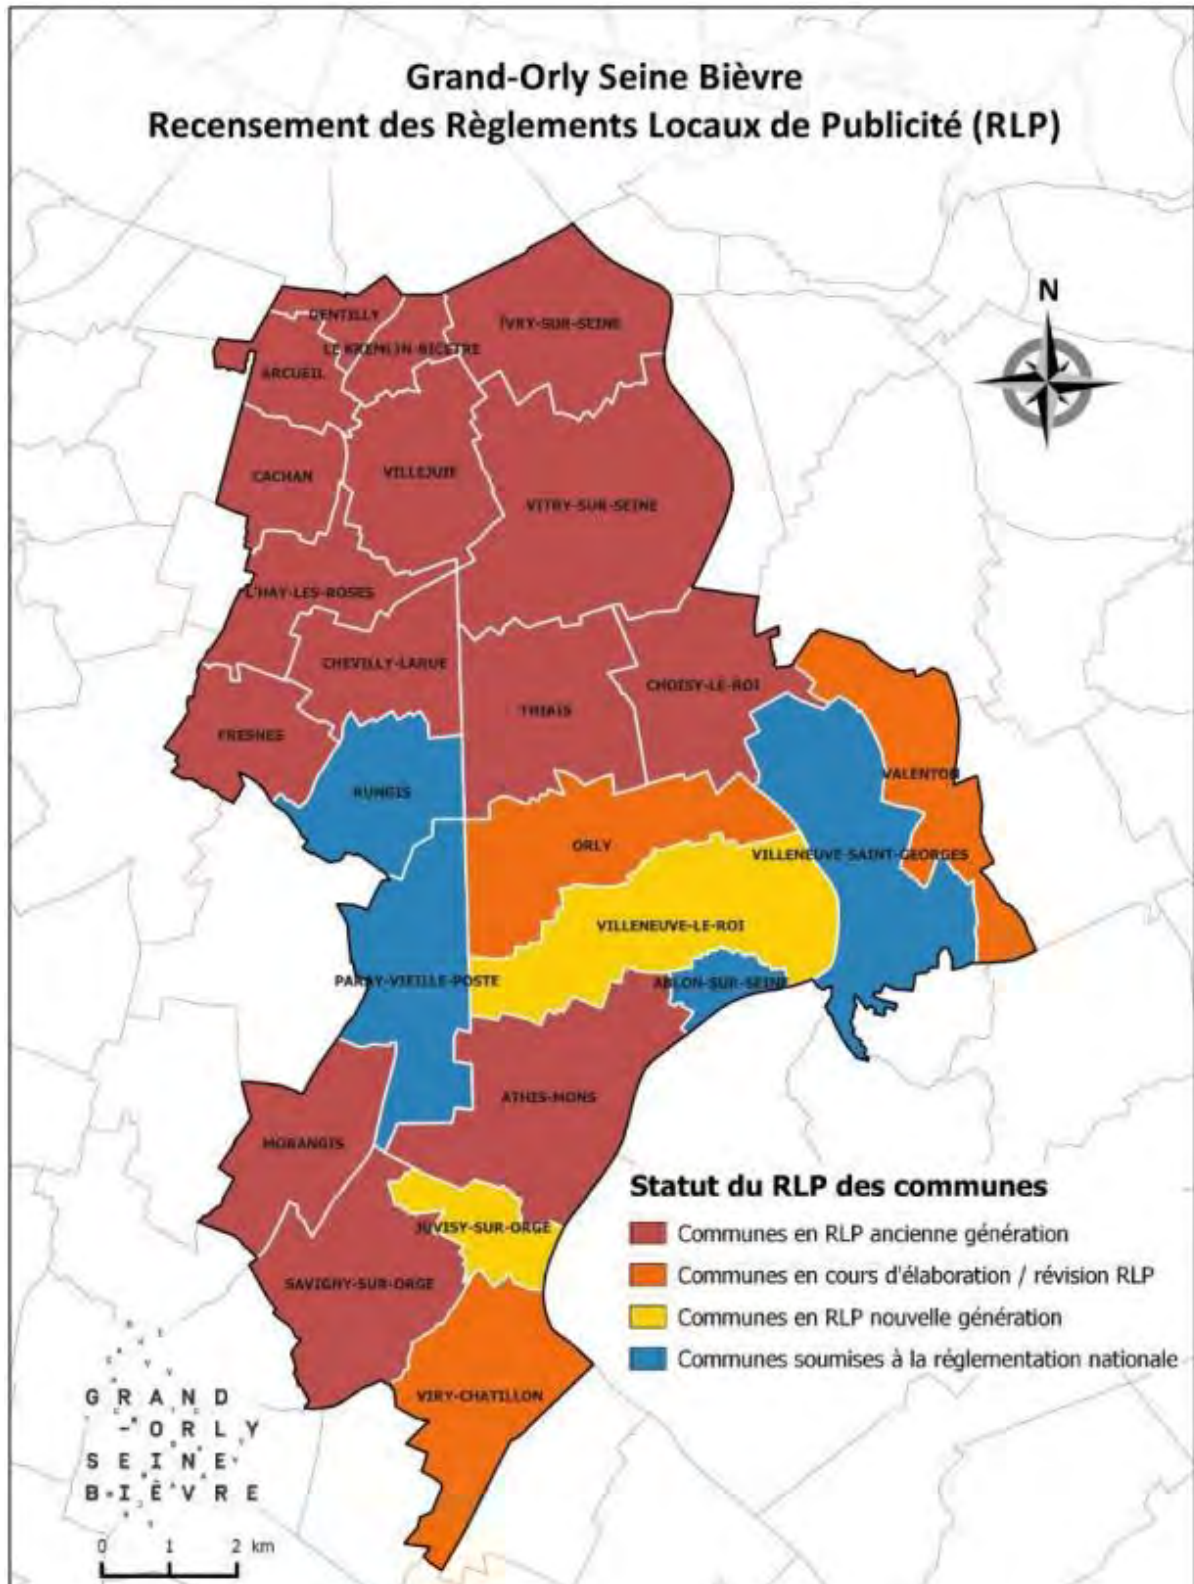 Grand-Orly Seine Bièvre
Recensement des Règlements Locaux de Publicité (RLP)
N
GENTILLY
IVRY-SUR-SEINE
LE KREMLIN-BICETRE
ARCUEIL
CACHAN
VILLEJUIF
VITRY-SUR-SEINE
L'HAY-LES-ROSES
CHEVILLY-LARUE
CHOISY-LE-ROI
THIAIS
FRESNES
VALENTON
RUNGIS
ORLY
VILLENEUVE-SAINT-GEORGES
VILLENEUVE-LE-ROI
PARAY-VIEILLE-POSTE
ABLON-SUR-SEINE
ATHIS-MONS
MORANGIS
JUVISY-SUR-ORGE
SAVIGNY-SUR-ORGE
VIRY-CHATILLON
Statut du RLP des communes
Communes en RLP ancienne génération
Communes en cours d'élaboration / révision RLP
Communes en RLP nouvelle génération
Communes soumises à la réglementation nationale
GRAND
-ORLY
SEINE
BIÈVRE
0 1 2 km